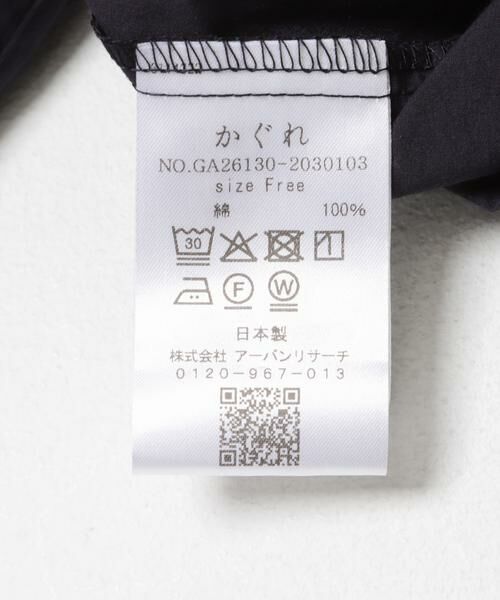 かぐれ
NO.GA26130-2030103
size Free
綿 100%
30
F W
日本製
株式会社 アーバンリサーチ
0120-967-013